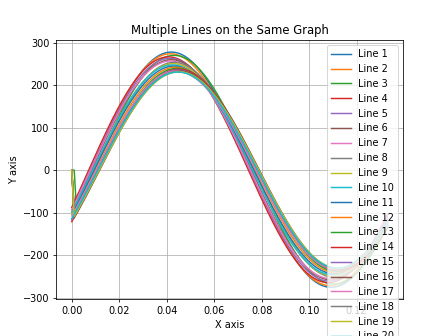 Multiple Lines on the Same Graph
300
200
100
0
−100
−200
−300
Y axis
0.00
0.02
0.04
0.06
0.08
0.10
X axis
Line 1
Line 2
Line 3
Line 4
Line 5
Line 6
Line 7
Line 8
Line 9
Line 10
Line 11
Line 12
Line 13
Line 14
Line 15
Line 16
Line 17
Line 18
Line 19
Line 20